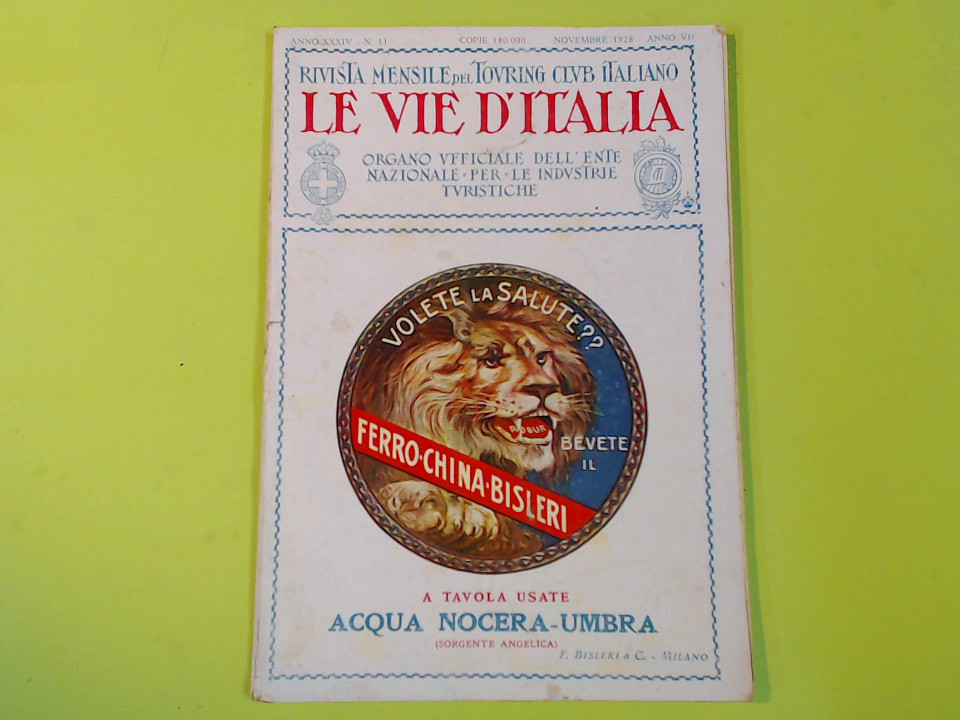 ANNO XXXIV - N. 11 COPIE 180.000 NOVEMBRE 1928 ANNO VII
RIVISTA MENSILE DEL TOVRING CLVB ITALIANO
LE VIE D'ITALIA
ORGANO VFFICIALE DELL'ENTE
NAZIONALE·PER·LE INDVSTRIE
TVRISTICHE
VOLETE LA SALUTE??
ROBUR
BEVETE
IL
FERRO·CHINA·BISLERI
A TAVOLA USATE
ACQUA NOCERA-UMBRA
(SORGENTE ANGELICA)
F. BISLERI & C. - MILANO